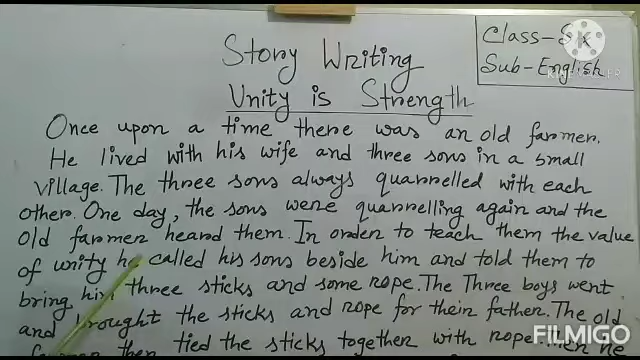 Class-Six
Sub-English
Story Writing
Unity is Strength
Once upon a time there was an old farmer.
He lived with his wife and three sons in a small
village. The three sons always quarrelled with each
other. One day, the sons were quarrelling again and the
old farmer heard them. In order to teach them the value
of unity he called his sons beside him and told them to
bring him three sticks and some rope. The Three boys went
and brought the sticks and rope for their father. The old
farmer then tied the sticks together with rope. Then he
FILMIGO